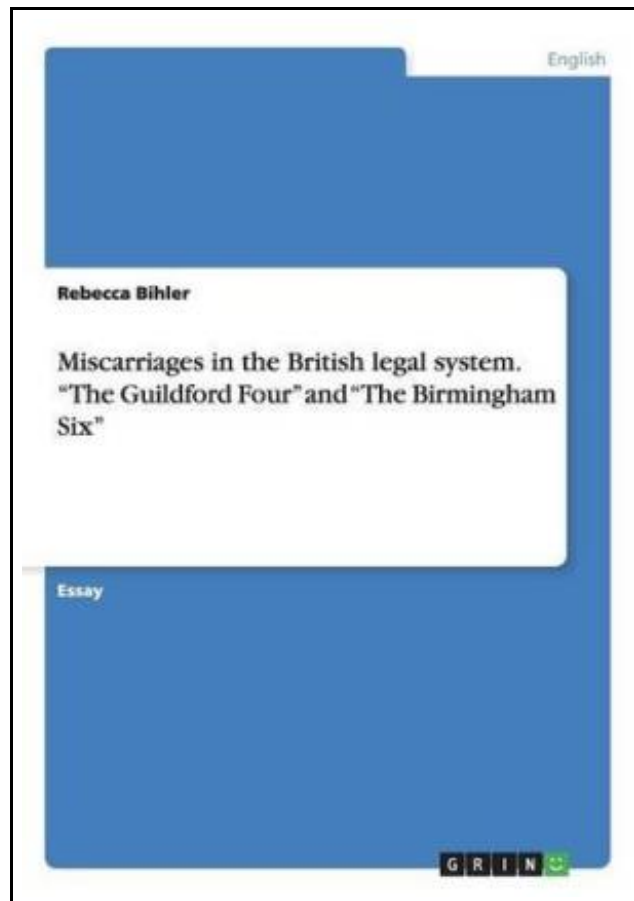 English
Rebecca Bihler
Miscarriages in the British legal system.
“The Guildford Four” and “The Birmingham
Six”
Essay
GRIN